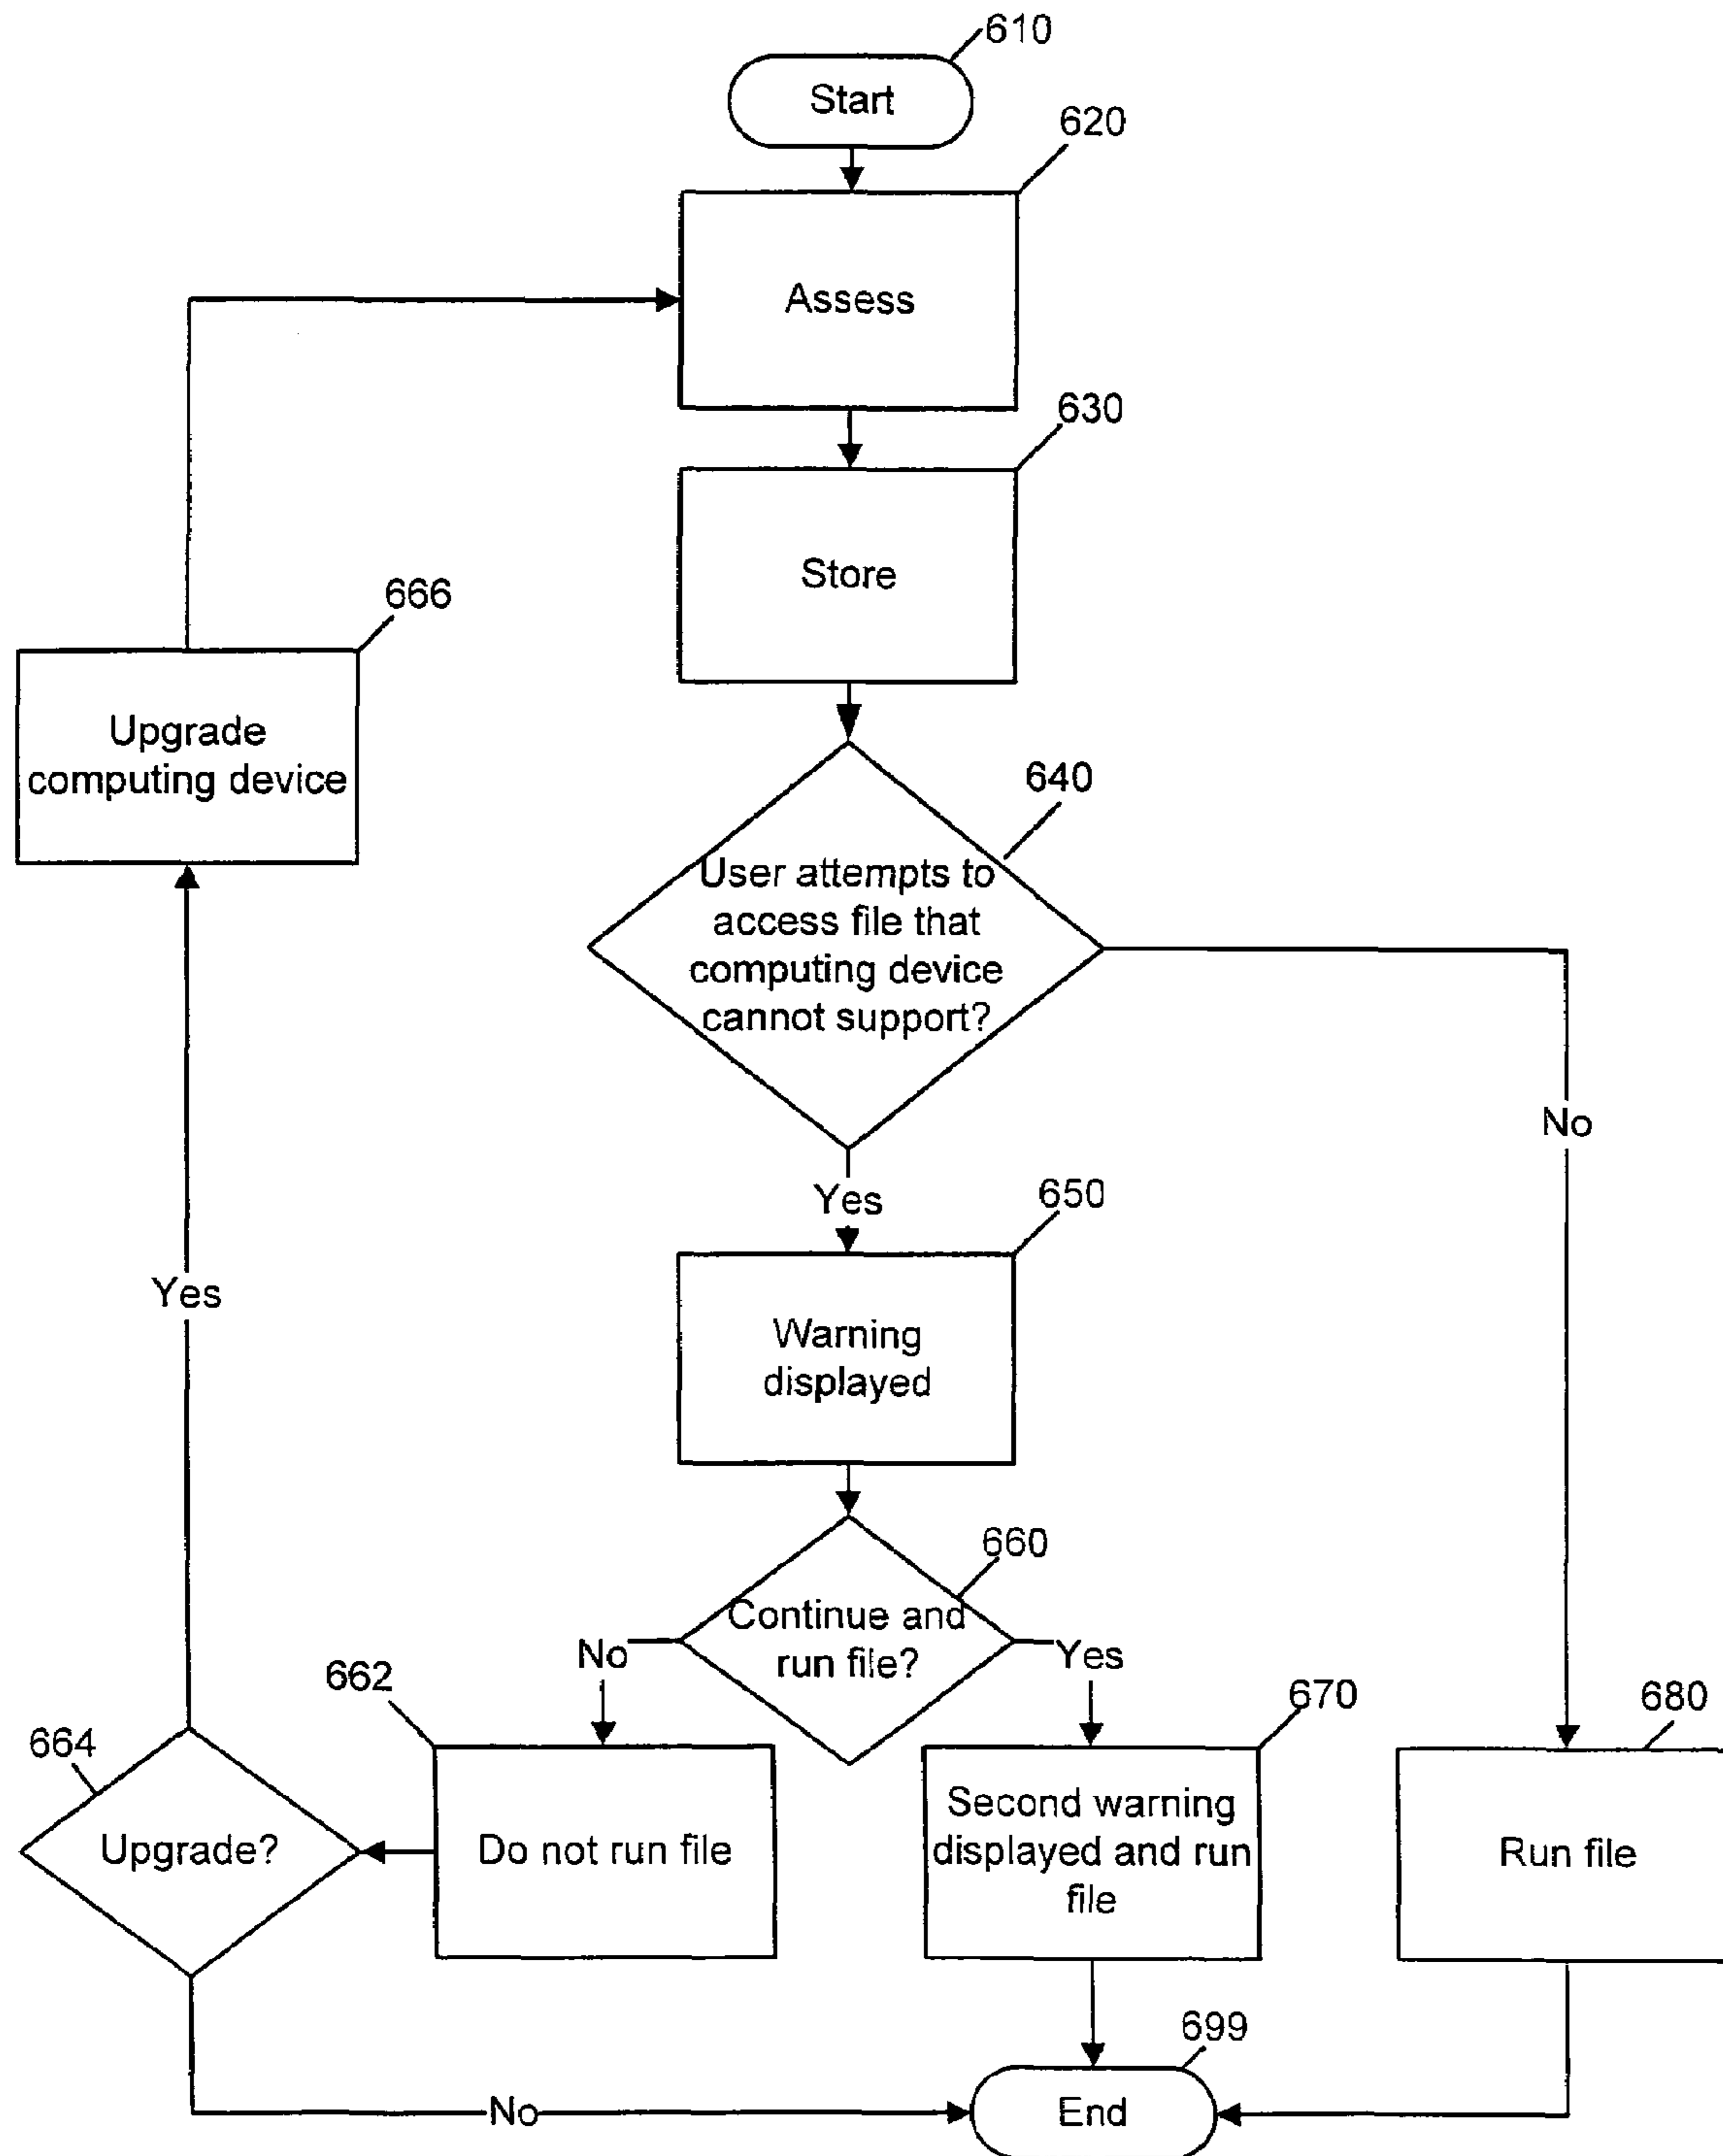 610
Start
620
Assess
630
Store
666
Upgrade
computing device
640
User attempts to
access file that
computing device
cannot support?
No
Yes
650
Warning
displayed
Yes
660
Continue and
run file?
No
Yes
662
670
680
664
Upgrade?
Do not run file
Second warning
displayed and run
file
Run file
699
No
End